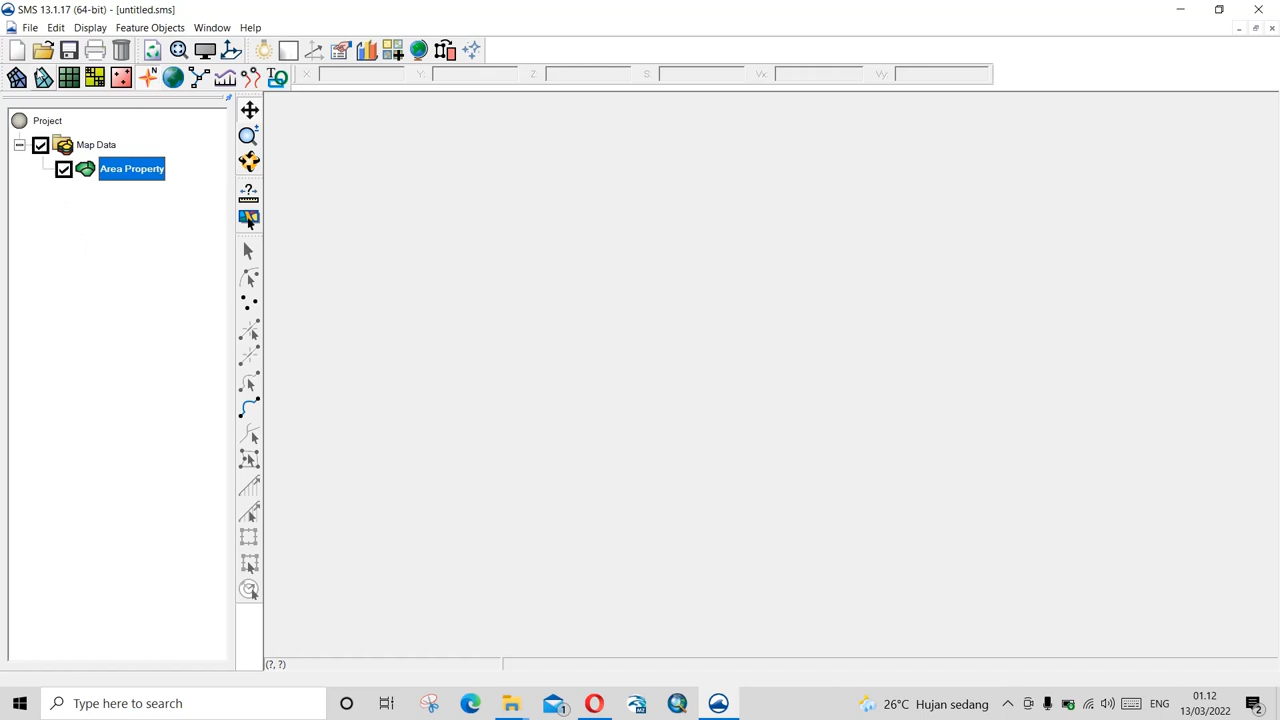 SMS 13.1.17 (64-bit) - [untitled.sms]
File Edit Display Feature Objects Window Help
X: Y: Z: S: Vx: Vy:
Project
Map Data
Area Property
(?, ?)
Type here to search
1
26°C Hujan sedang
ENG
01.12
13/03/2022
2